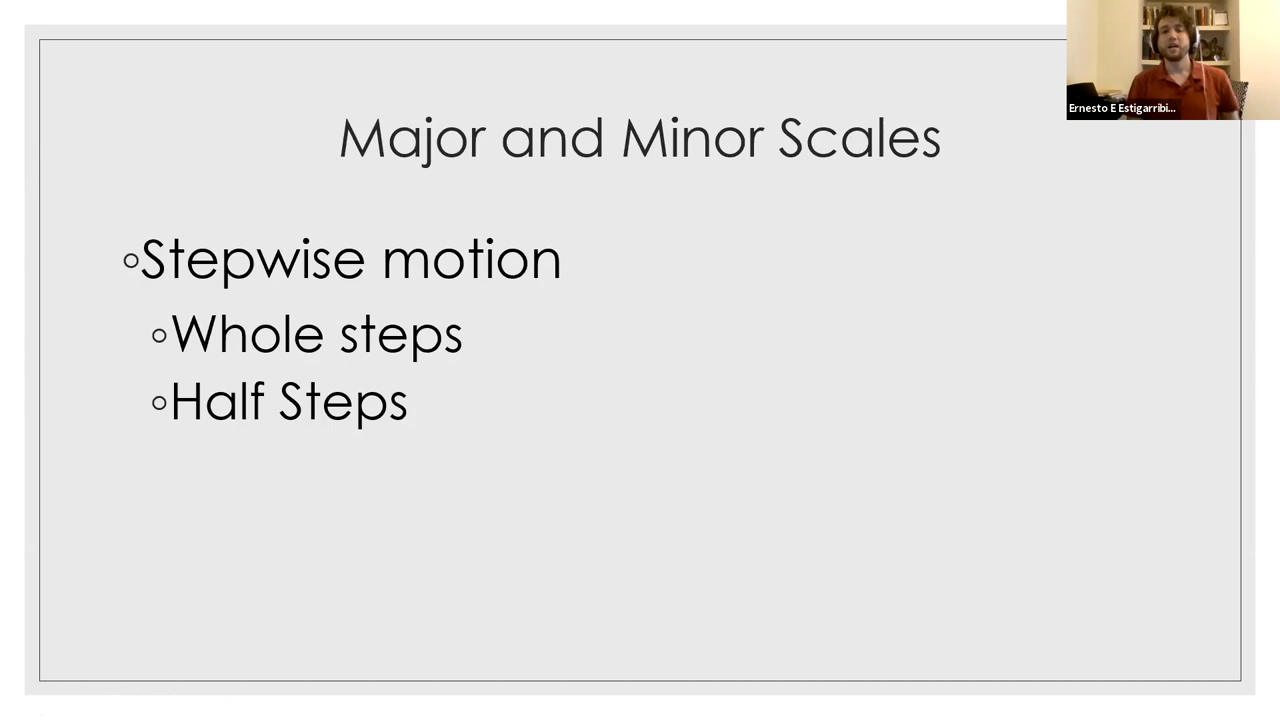 Ernesto E Estigarribi...
Major and Minor Scales
◦Stepwise motion
◦Whole steps
◦Half Steps